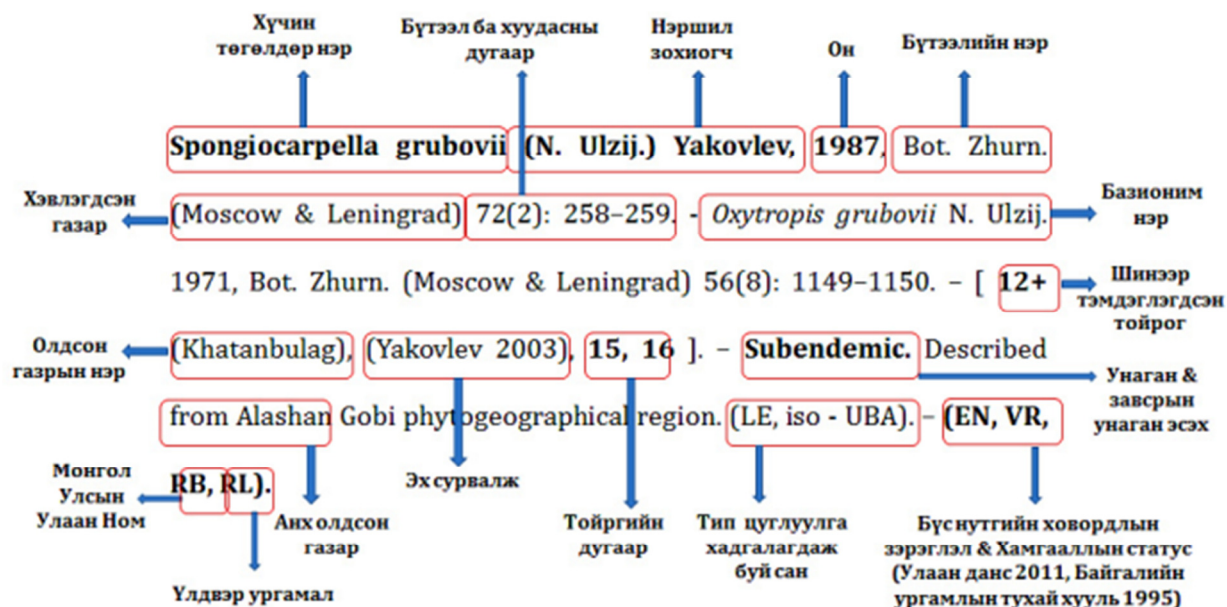 Хүчин
төгөлдөр нэр
Бүтээл ба хуудасны
дугаар
Нэршил
зохиогч
Он
Бүтээлийн нэр
Spongiocarpella grubovii (N. Ulzij.) Yakovlev, 1987, Bot. Zhurn.
Хэвлэгдсэн
газар
(Moscow & Leningrad) 72(2): 258–259. - Oxytropis grubovii N. Ulzij.
Базионим
нэр
1971, Bot. Zhurn. (Moscow & Leningrad) 56(8): 1149–1150. – [ 12+
Шинээр
тэмдэглэгдсэн
тойрог
Олдсон
газрын нэр
(Khatanbulag), (Yakovlev 2003), 15, 16 ]. – Subendemic. Described
Унаган &
завсрын
унаган эсэх
from Alashan Gobi phytogeographical region. (LE, iso - UBA). – (EN, VR,
Монгол
Улсын
Улаан Ном
RB, RL).
Эх сурвалж
Анх олдсон
газар
Тойргийн
дугаар
Тип цуглуулга
хадгалагдаж
буй сан
Бүс нутгийн ховордлын
зэрэглэл & Хамгааллын статус
(Улаан данс 2011, Байгалийн
ургамлын тухай хууль 1995)
Үлдвэр ургамал